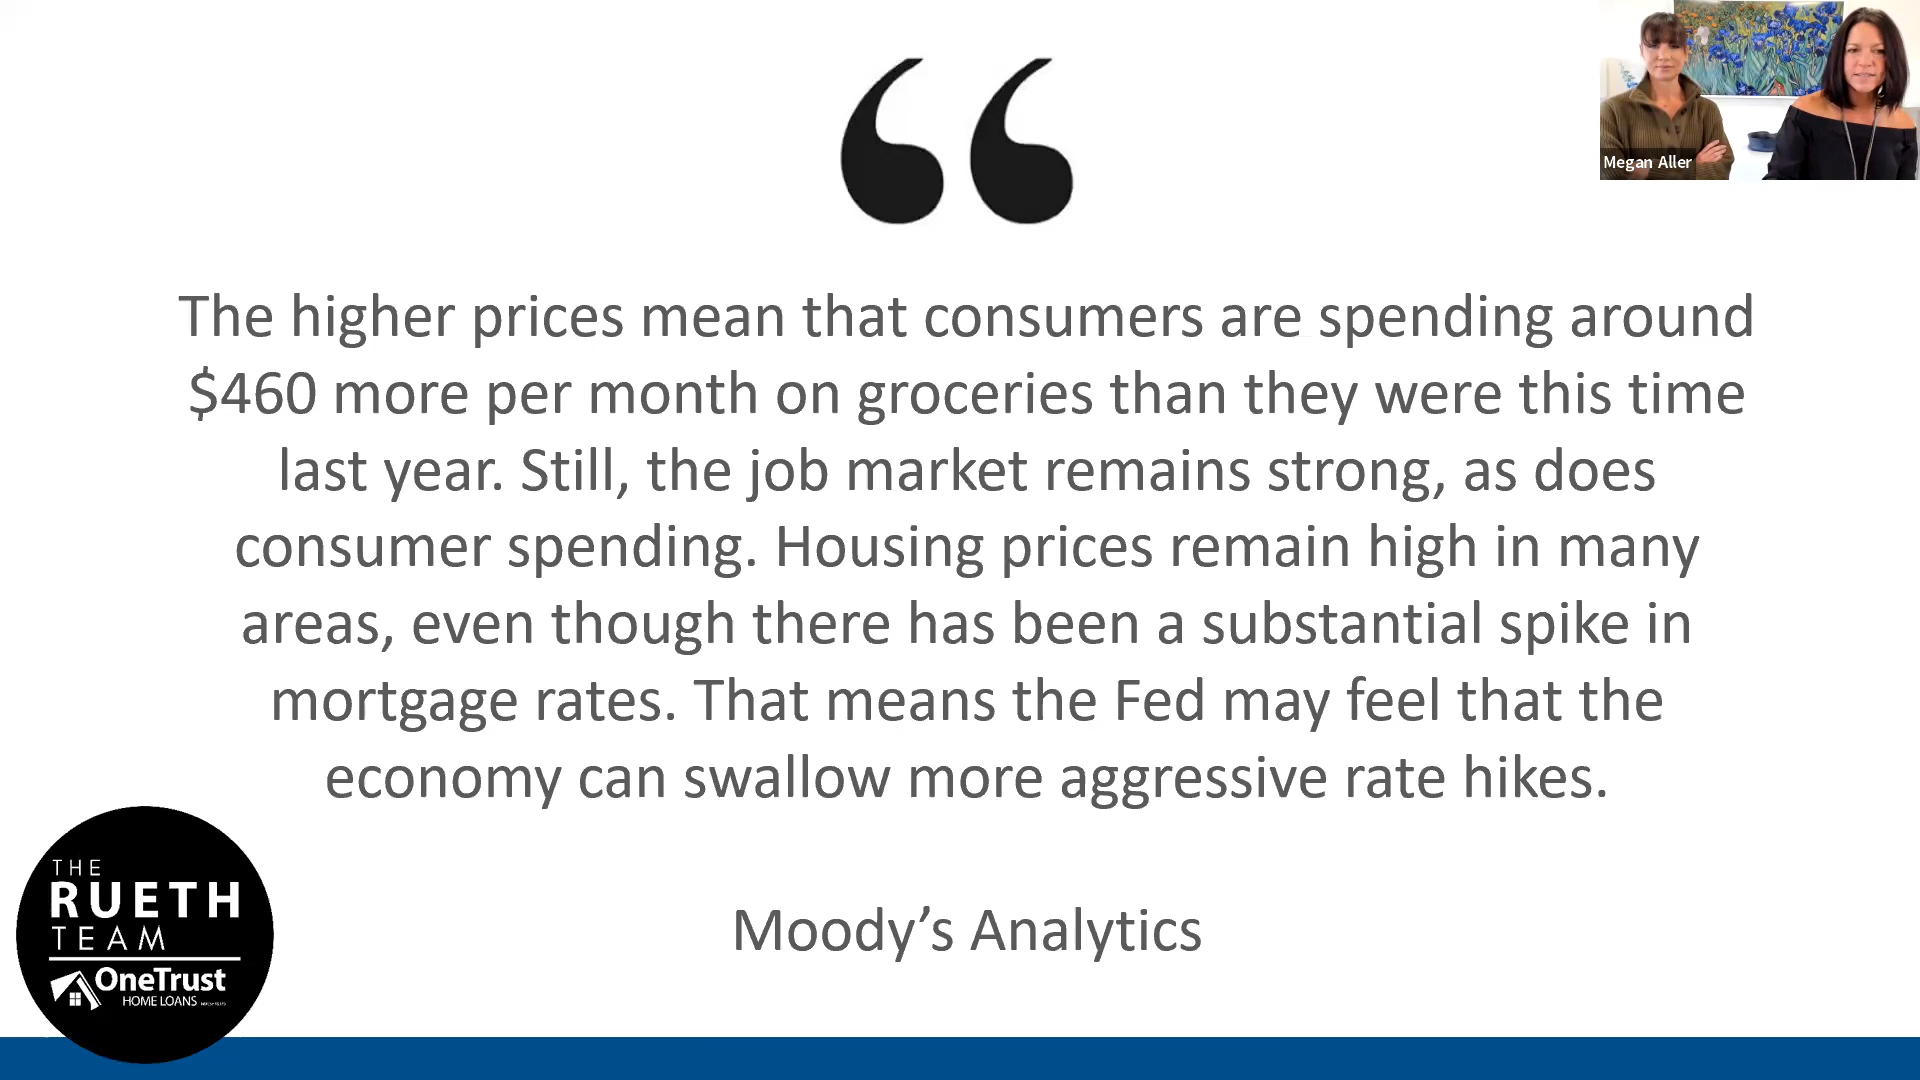 Megan Aller
The higher prices mean that consumers are spending around
$460 more per month on groceries than they were this time
last year. Still, the job market remains strong, as does
consumer spending. Housing prices remain high in many
areas, even though there has been a substantial spike in
mortgage rates. That means the Fed may feel that the
economy can swallow more aggressive rate hikes.
Moody’s Analytics
THE
RUETH
TEAM
OneTrust
HOME LOANS